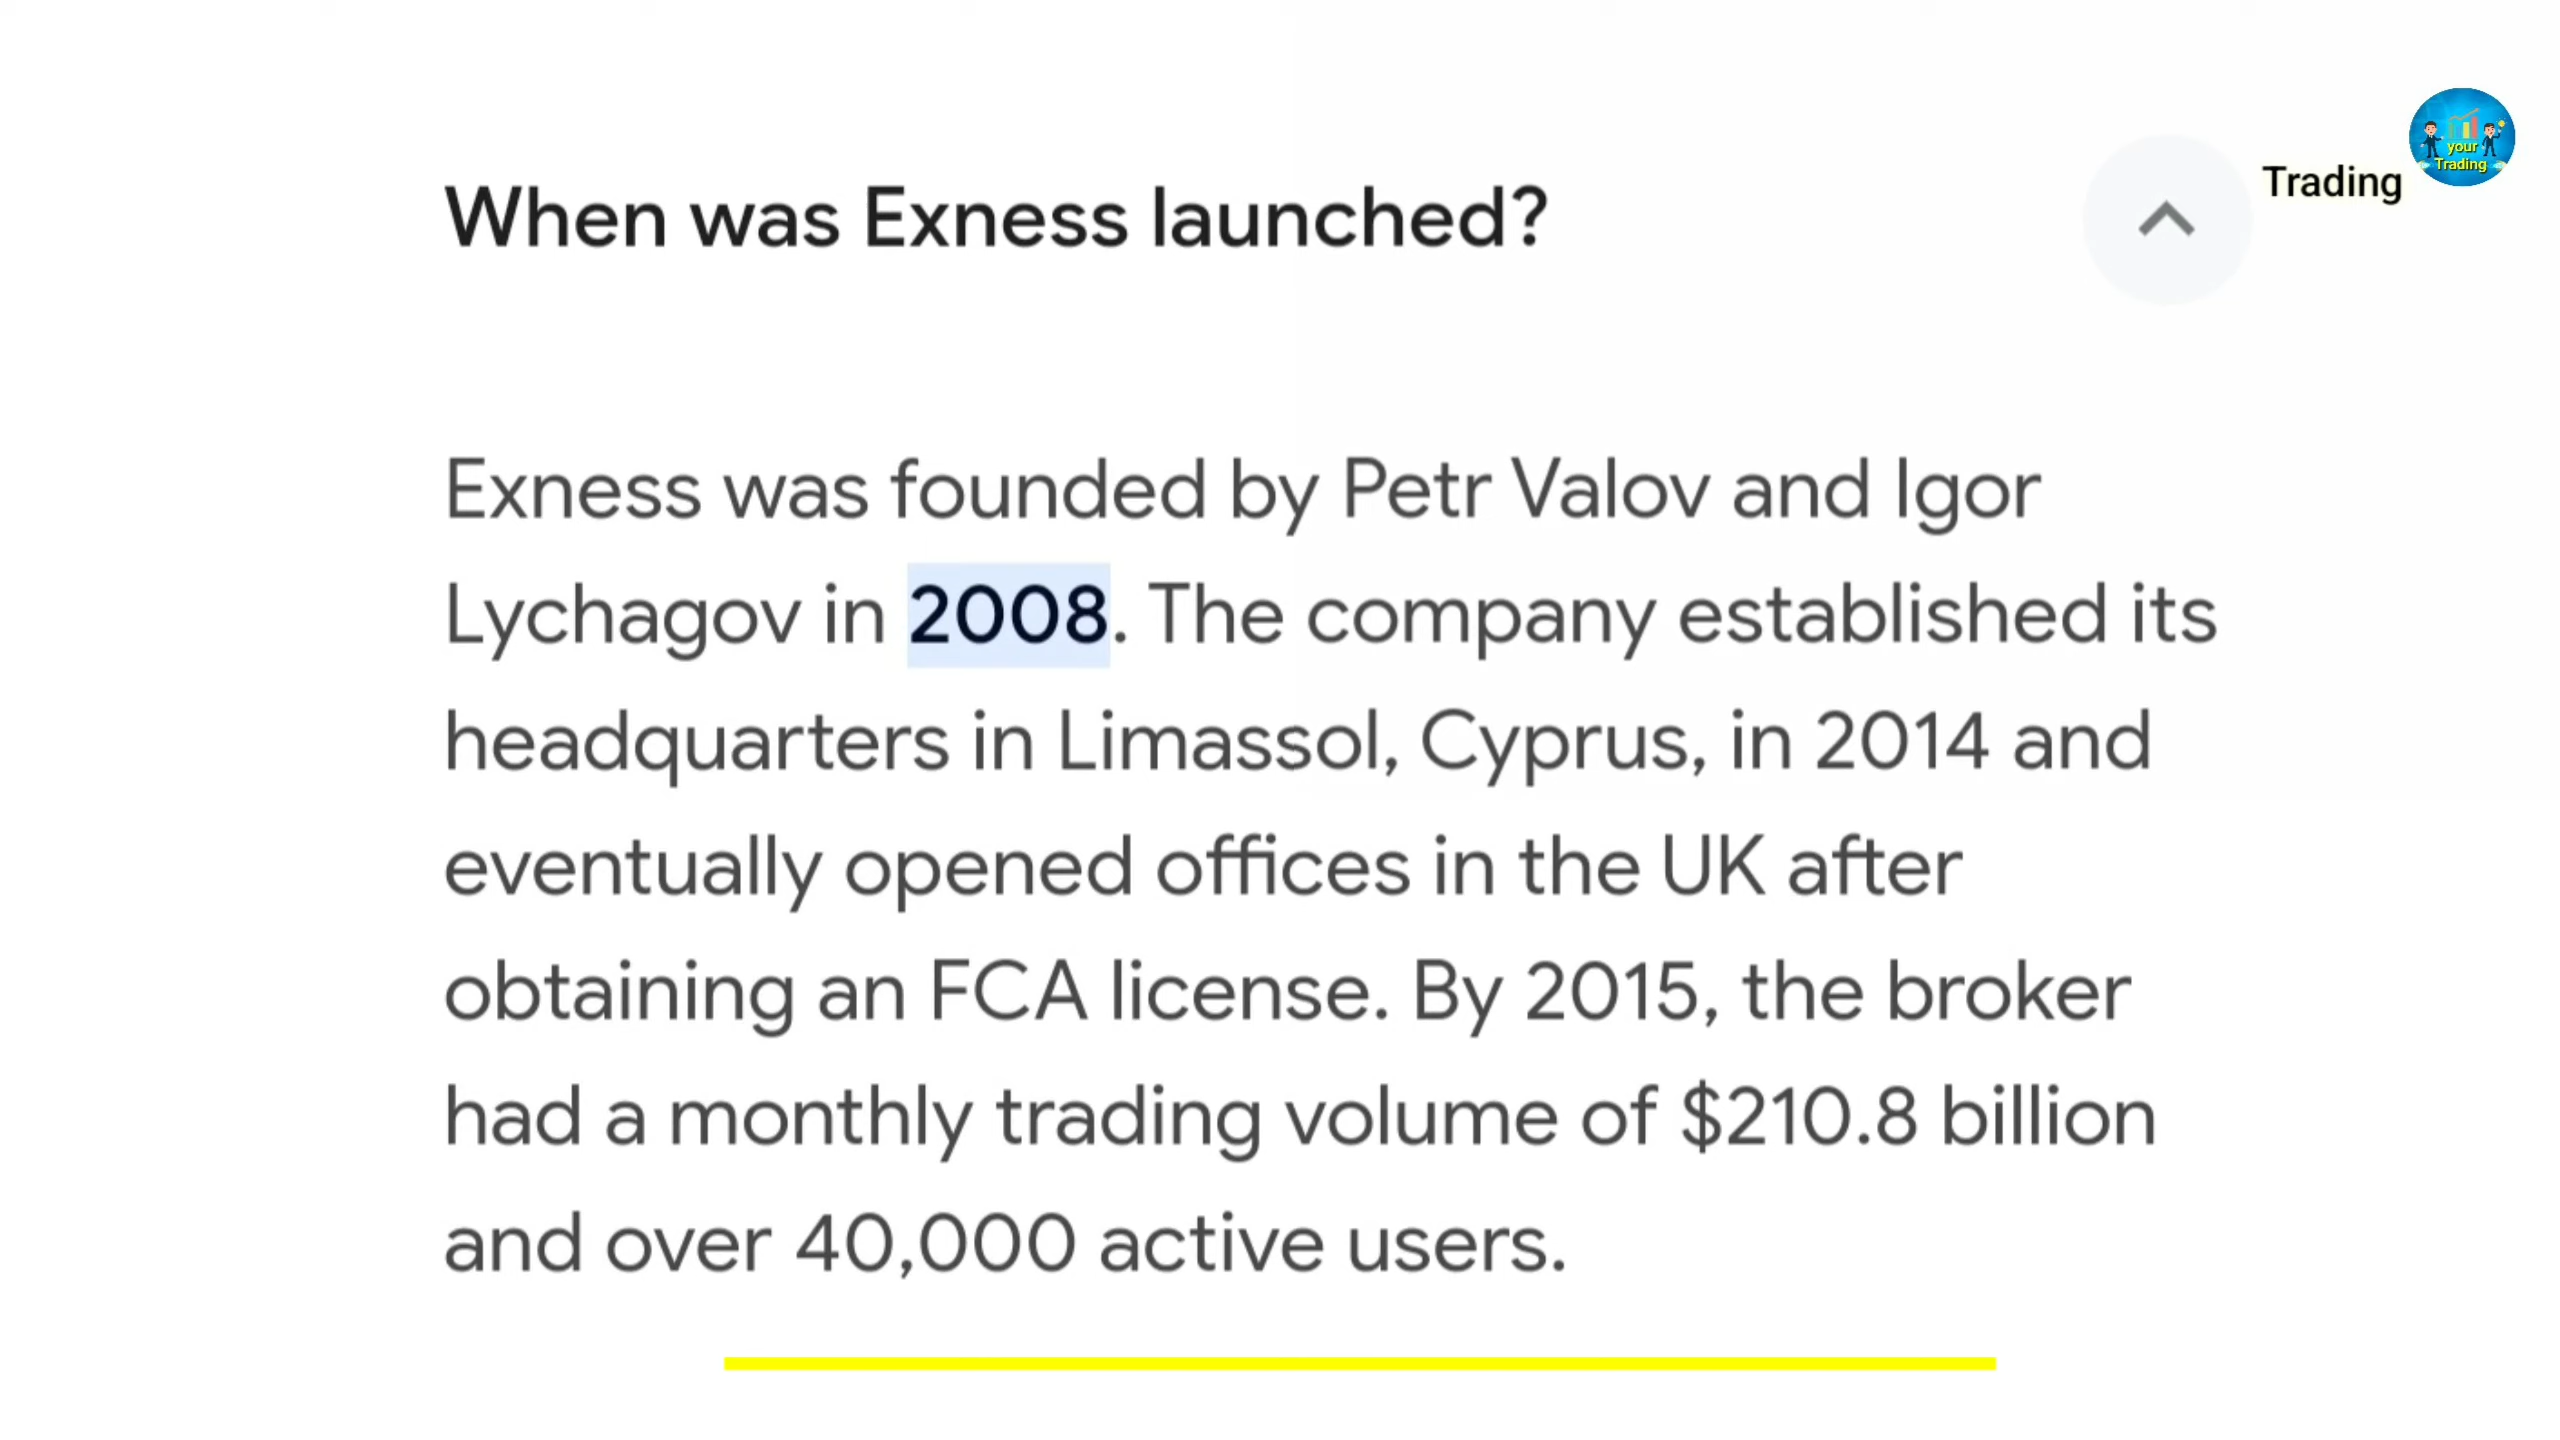 your
Trading
Trading
When was Exness launched?
Exness was founded by Petr Valov and Igor
Lychagov in 2008. The company established its
headquarters in Limassol, Cyprus, in 2014 and
eventually opened offices in the UK after
obtaining an FCA license. By 2015, the broker
had a monthly trading volume of $210.8 billion
and over 40,000 active users.